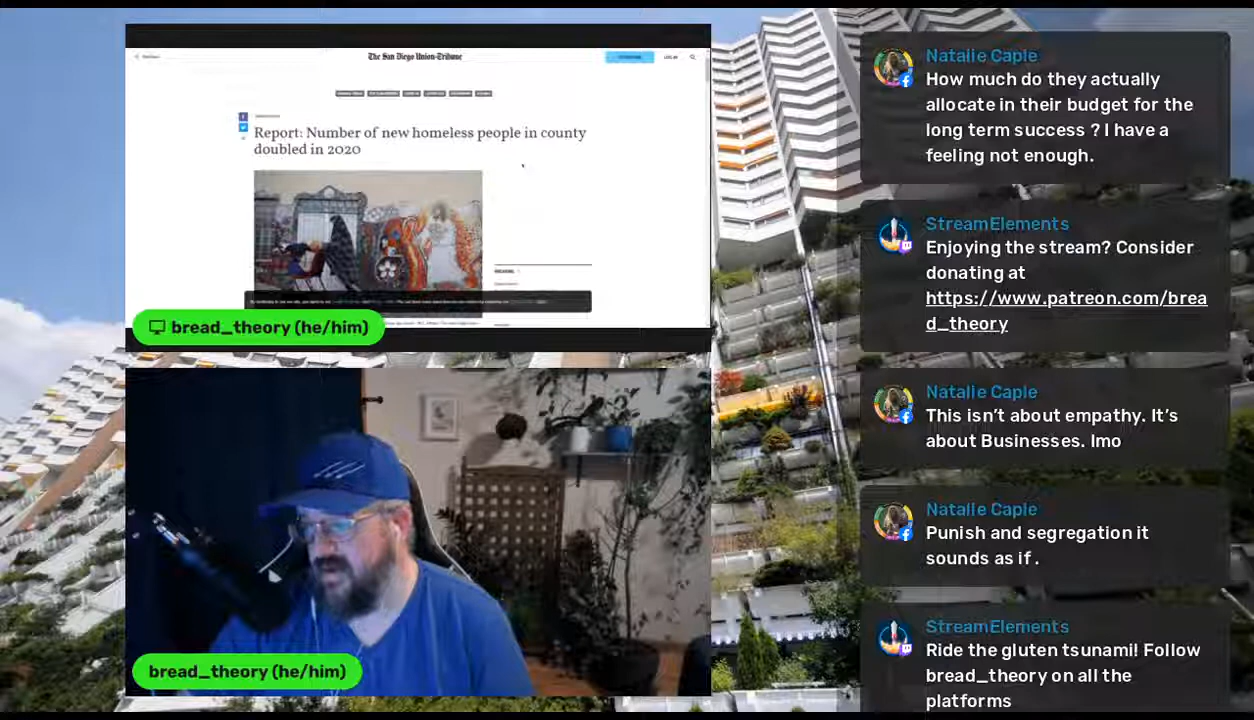 The San Diego Union-Tribune
LOG IN
Report: Number of new homeless people in county
doubled in 2020
bread_theory (he/him)
bread_theory (he/him)
Natalie Caple
How much do they actually
allocate in their budget for the
long term success ? I have a
feeling not enough.
StreamElements
Enjoying the stream? Consider
donating at
https://www.patreon.com/brea
d_theory
Natalie Caple
This isn't about empathy. It's
about Businesses. Imo
Natalie Caple
Punish and segregation it
sounds as if .
StreamElements
Ride the gluten tsunami! Follow
bread_theory on all the
platforms